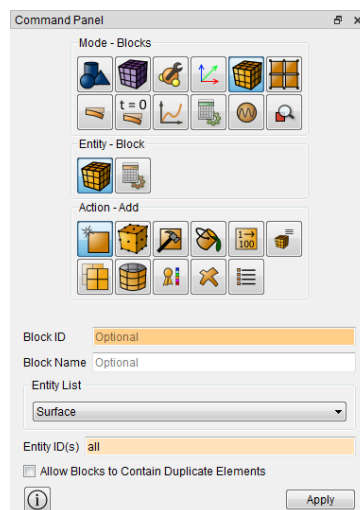 Command Panel
Mode - Blocks
t = 0
Entity - Block
Action - Add
1→
100
Block ID Optional
Block Name Optional
Entity List
Surface
Entity ID(s) all
Allow Blocks to Contain Duplicate Elements
i Apply